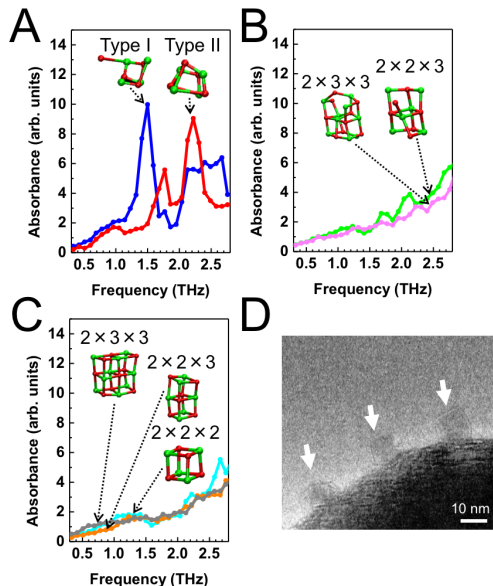 A
Type I Type II
14
12
10
8
6
4
2
0
Absorbance (arb. units)
0.5 1.0 1.5 2.0 2.5
Frequency (THz)
B
2 × 2 × 3
2 × 3 × 3
14
12
10
8
6
4
2
0
Absorbance (arb. units)
0.5 1.0 1.5 2.0 2.5
Frequency (THz)
C
2 × 3 × 3
2 × 2 × 3
2 × 2 × 2
14
12
10
8
6
4
2
0
Absorbance (arb. units)
0.5 1.0 1.5 2.0 2.5
Frequency (THz)
D
10 nm